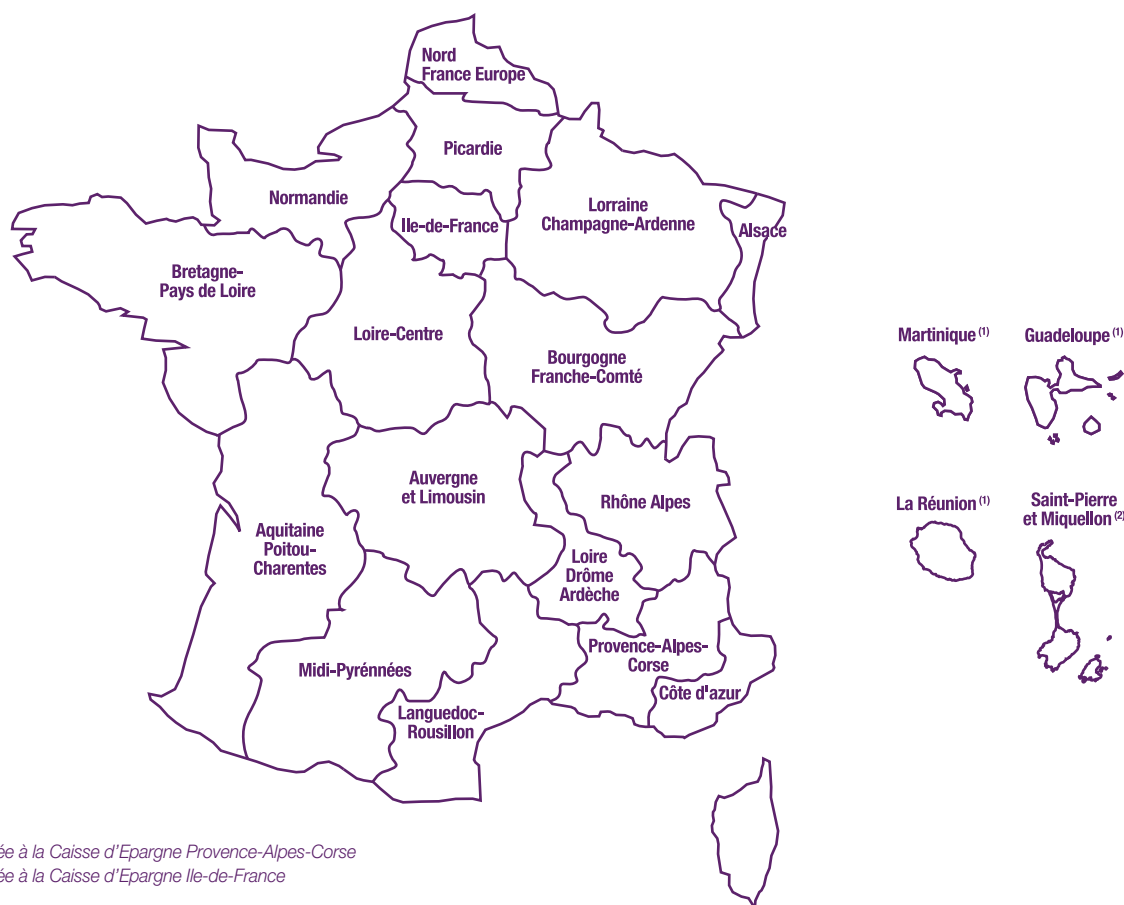 Nord
France Europe
Picardie
Normandie
Ile-de-France
Lorraine
Champagne-Ardenne
Alsace
Bretagne-
Pays de Loire
Loire-Centre
Bourgogne
Franche-Comté
Martinique (1)
Guadeloupe (1)
Auvergne
et Limousin
Rhône Alpes
La Réunion (1)
Saint-Pierre
et Miquellon (2)
Aquitaine
Poitou-
Charentes
Loire
Drôme
Ardèche
Midi-Pyrénnées
Provence-Alpes-
Corse
Côte d'azur
Languedoc-
Rousillon
ée à la Caisse d'Epargne Provence-Alpes-Corse
ée à la Caisse d'Epargne Ile-de-France